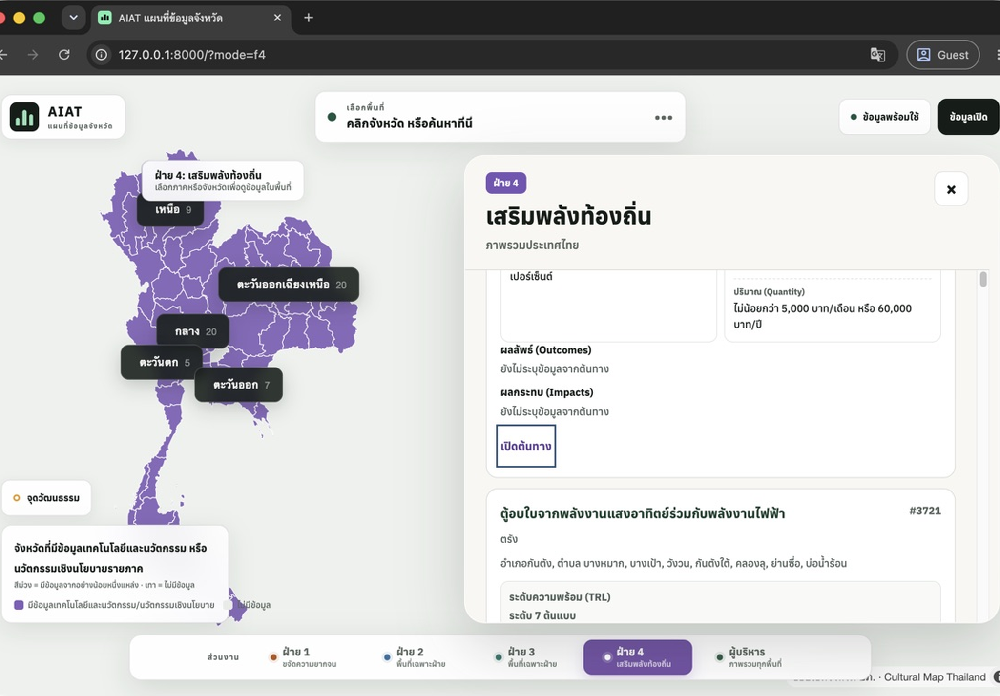 AIAT แผนที่ข้อมูลจังหวัด
127.0.0.1:8000/?mode=f4
Guest
AIAT
แผนที่ข้อมูลจังหวัด
เลือกพื้นที่
คลิกจังหวัด หรือค้นหาที่นี่
ข้อมูลพร้อมใช้
ข้อมูลเปิด
ฝ่าย 4: เสริมพลังท้องถิ่น
เลือกภาคหรือจังหวัดเพื่อดูข้อมูลในพื้นที่
เหนือ 9
ตะวันออกเฉียงเหนือ 20
กลาง 20
ตะวันตก 5
ตะวันออก 7
จุดวัฒนธรรม
จังหวัดที่มีข้อมูลเทคโนโลยีและนวัตกรรม หรือ
นวัตกรรมเชิงนโยบายรายภาค
สีม่วง = มีข้อมูลจากอย่างน้อยหนึ่งแหล่ง · เทา = ไม่มีข้อมูล
มีข้อมูลเทคโนโลยีและนวัตกรรม/นวัตกรรมเชิงนโยบาย
ไม่มีข้อมูล
ฝ่าย 4
เสริมพลังท้องถิ่น
ภาพรวมประเทศไทย
เปอร์เซ็นต์
ปริมาณ (Quantity)
ไม่น้อยกว่า 5,000 บาท/เดือน หรือ 60,000
บาท/ปี
ผลลัพธ์ (Outcomes)
ยังไม่ระบุข้อมูลจากต้นทาง
ผลกระทบ (Impacts)
ยังไม่ระบุข้อมูลจากต้นทาง
เปิดต้นทาง
ตู้อบใบจากพลังงานแสงอาทิตย์ร่วมกับพลังงานไฟฟ้า
#3721
ตรัง
อำเภอกันตัง, ตำบล บางหมาก, บางเป้า, วังวน, กันตังใต้, คลองลุ, ย่านซื่อ, บ่อน้ำร้อน
ระดับความพร้อม (TRL)
ระดับ 7 ต้นแบบ
ส่วนงาน
ฝ่าย 1
ขจัดความยากจน
ฝ่าย 2
พื้นที่เฉพาะฝ่าย
ฝ่าย 3
พื้นที่เฉพาะฝ่าย
ฝ่าย 4
เสริมพลังท้องถิ่น
ผู้บริหาร
ภาพรวมทุกพื้นที่
· Cultural Map Thailand